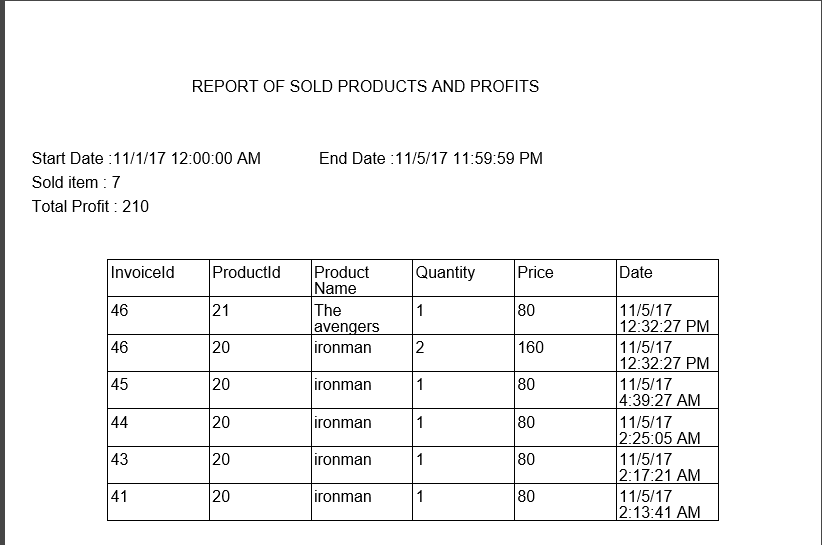 REPORT OF SOLD PRODUCTS AND PROFITS
Start Date :11/1/17 12:00:00 AM End Date :11/5/17 11:59:59 PM
Sold item : 7
Total Profit : 210
InvoiceId ProductId Product Name Quantity Price Date
46 21 The avengers 1 80 11/5/17 12:32:27 PM
46 20 ironman 2 160 11/5/17 12:32:27 PM
45 20 ironman 1 80 11/5/17 4:39:27 AM
44 20 ironman 1 80 11/5/17 2:25:05 AM
43 20 ironman 1 80 11/5/17 2:17:21 AM
41 20 ironman 1 80 11/5/17 2:13:41 AM